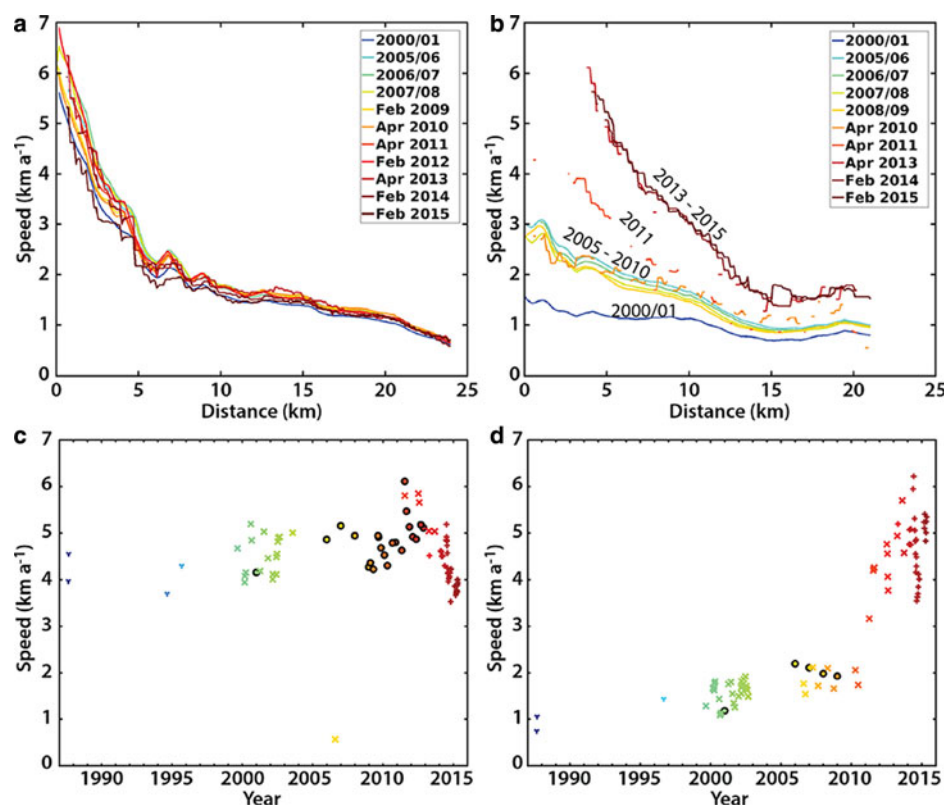 a
7
6
5
4
3
2
1
0
Speed (km a⁻¹)
0 5 10 15 20 25
Distance (km)
2000/01
2005/06
2006/07
2007/08
Feb 2009
Apr 2010
Apr 2011
Feb 2012
Apr 2013
Feb 2014
Feb 2015
b
7
6
5
4
3
2
1
0
Speed (km a⁻¹)
0 5 10 15 20 25
Distance (km)
2000/01
2005/06
2006/07
2007/08
2008/09
Apr 2010
Apr 2011
Apr 2013
Feb 2014
Feb 2015
2013 - 2015
2011
2005 - 2010
2000/01
c
7
6
5
4
3
2
1
0
Speed (km a⁻¹)
1990 1995 2000 2005 2010 2015
Year
d
7
6
5
4
3
2
1
0
Speed (km a⁻¹)
1990 1995 2000 2005 2010 2015
Year